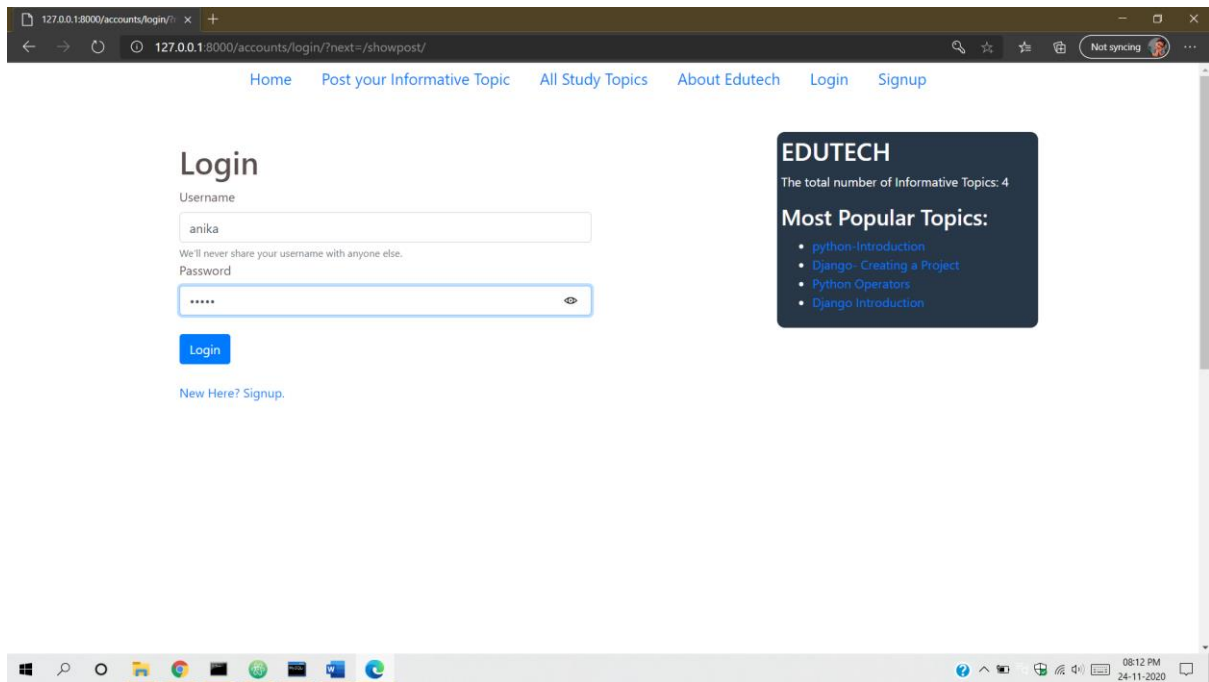 127.0.0.1:8000/accounts/login/?
127.0.0.1:8000/accounts/login/?next=/showpost/
Not syncing
Home Post your Informative Topic All Study Topics About Edutech Login Signup
Login
Username
anika
We'll never share your username with anyone else.
Password
•••••
Login
New Here? Signup.
EDUTECH
The total number of Informative Topics: 4
Most Popular Topics:
• python-Introduction
• Django- Creating a Project
• Python Operators
• Django Introduction
08:12 PM
24-11-2020